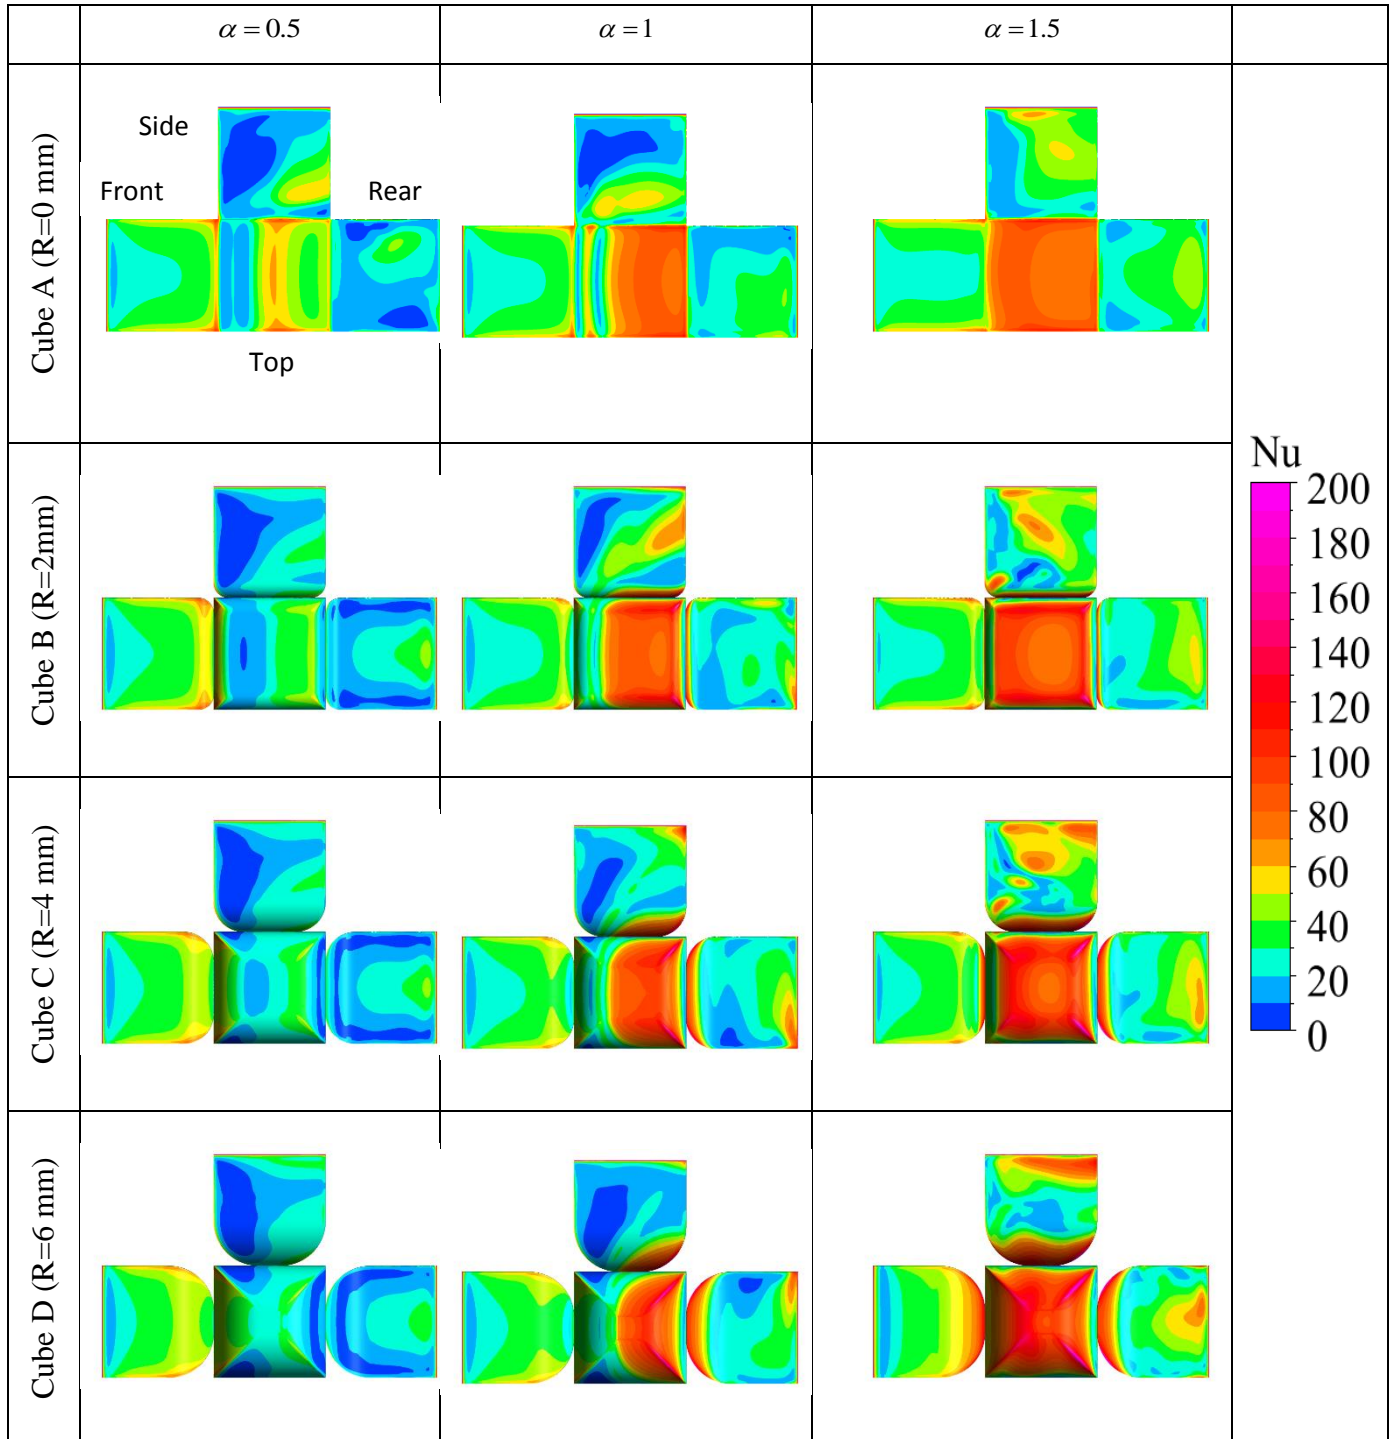 α = 0.5
α = 1
α = 1.5
Cube A (R=0 mm)
Side
Front
Rear
Top
Cube B (R=2mm)
Cube C (R=4 mm)
Cube D (R=6 mm)
Nu
200
180
160
140
120
100
80
60
40
20
0